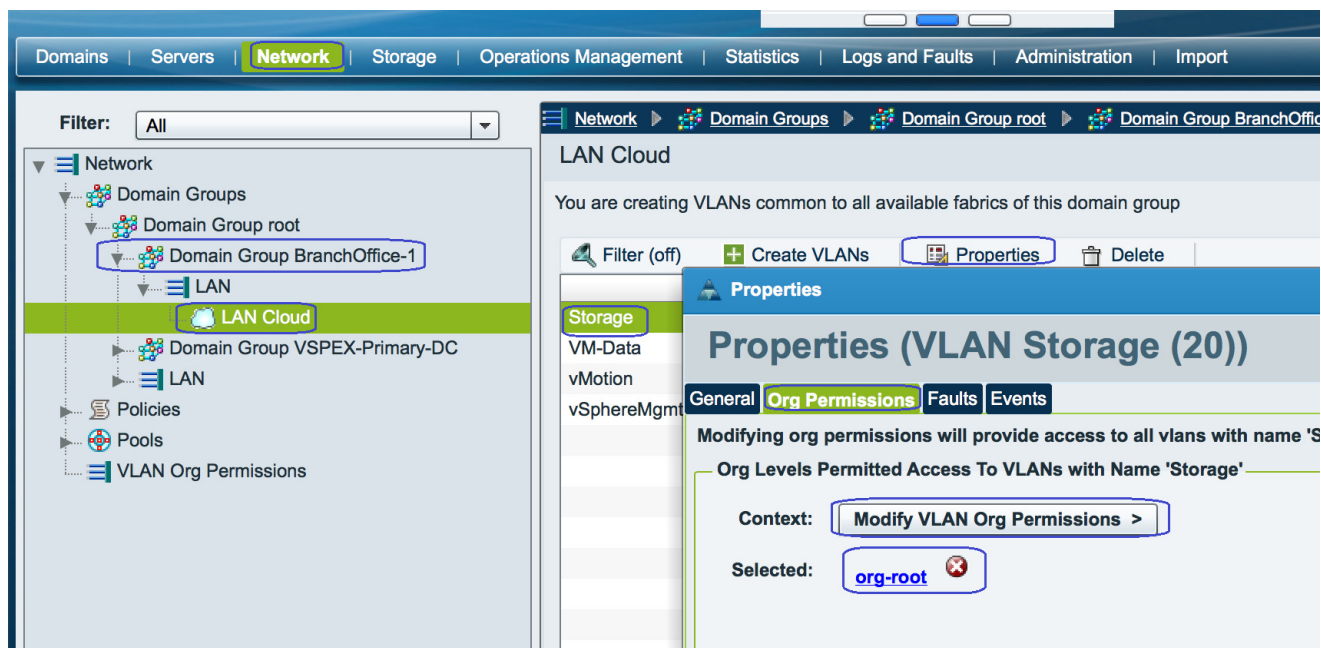 Domains | Servers | Network | Storage | Operations Management | Statistics | Logs and Faults | Administration | Import
Filter: All
Network
Domain Groups
Domain Group root
Domain Group BranchOffice-1
LAN
LAN Cloud
Domain Group VSPEX-Primary-DC
LAN
Policies
Pools
VLAN Org Permissions
Network Domain Groups Domain Group root Domain Group BranchOffic
LAN Cloud
You are creating VLANs common to all available fabrics of this domain group
Filter (off) Create VLANs Properties Delete
Storage
VM-Data
vMotion
vSphereMgmt
Properties
Properties (VLAN Storage (20))
General Org Permissions Faults Events
Modifying org permissions will provide access to all vlans with name 'S
Org Levels Permitted Access To VLANs with Name 'Storage'
Context: Modify VLAN Org Permissions >
Selected: org-root